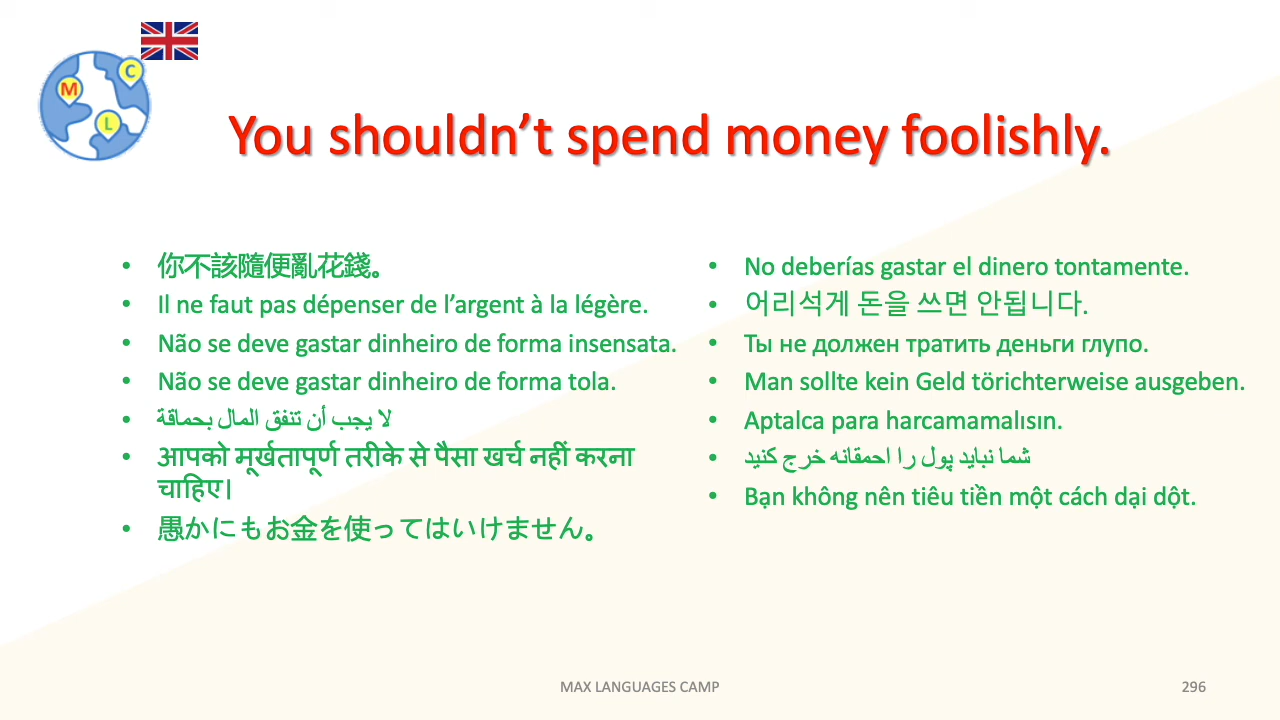 M
C
L
You shouldn’t spend money foolishly.
• 你不該隨便亂花錢。
• Il ne faut pas dépenser de l’argent à la légère.
• Não se deve gastar dinheiro de forma insensata.
• Não se deve gastar dinheiro de forma tola.
• لا يجب أن تنفق المال بحماقة
• आपको मूर्खतापूर्ण तरीके से पैसा खर्च नहीं करना
चाहिए।
• 愚かにもお金を使ってはいけません。
• No deberías gastar el dinero tontamente.
• 어리석게 돈을 쓰면 안됩니다.
• Ты не должен тратить деньги глупо.
• Man sollte kein Geld törichterweise ausgeben.
• Aptalca para harcamamalısın.
• شما نباید پول را احمقانه خرج کنید
• Bạn không nên tiêu tiền một cách dại dột.
MAX LANGUAGES CAMP
296